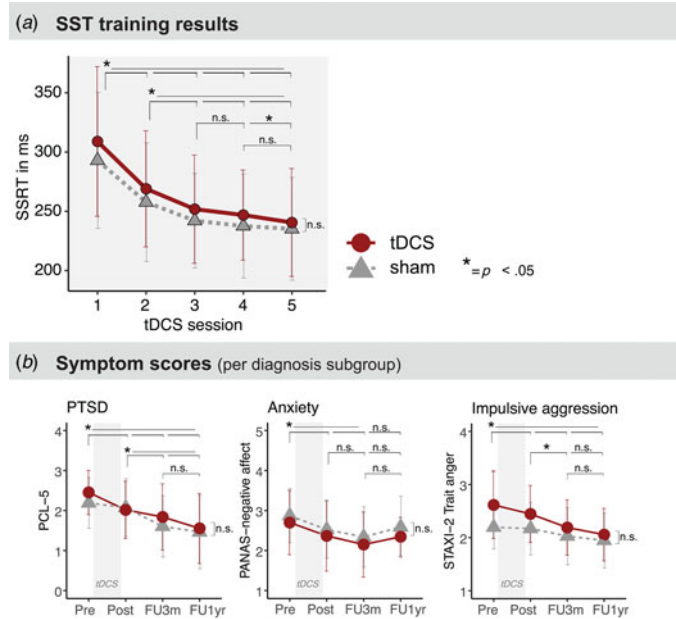 (a) SST training results
*
350
*
n.s.
*
300
n.s.
SSRT in ms
250
n.s.
200
1 2 3 4 5
tDCS session
tDCS
sham
* = p < .05
(b) Symptom scores (per diagnosis subgroup)
PTSD
*
4
*
3
n.s.
PCL-5
2
1
n.s.
0
tDCS
Pre Post FU3m FU1yr
Anxiety
5
*
n.s.
4
n.s.
n.s.
n.s.
3
PANAS-negative affect
2
1
tDCS
Pre Post FU3m FU1yr
Impulsive aggression
4
*
n.s.
*
n.s.
3
STAXI-2 Trait anger
2
n.s.
1
tDCS
Pre Post FU3m FU1yr